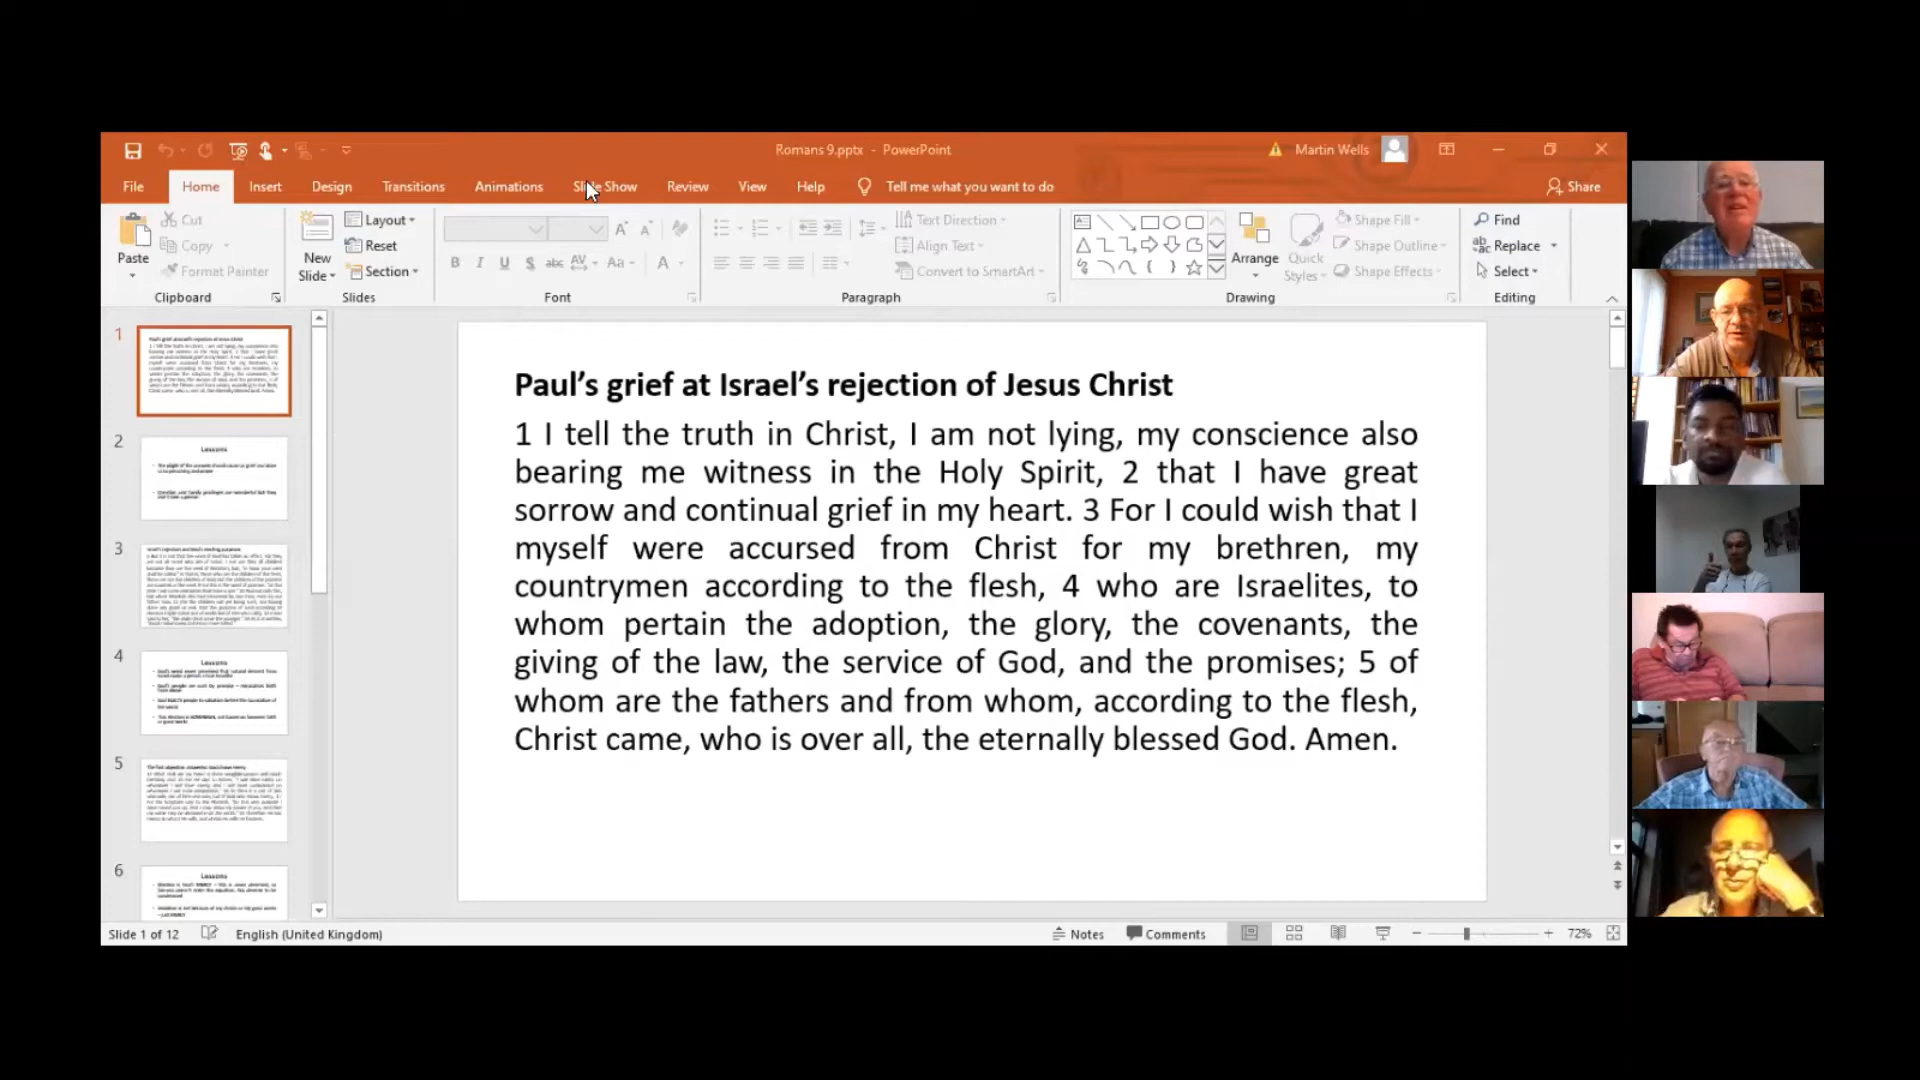 Romans 9.pptx - PowerPoint
Martin Wells
File Home Insert Design Transitions Animations Slide Show Review View Help Tell me what you want to do Share
Paste
Cut
Copy
Format Painter
Clipboard
New
Slide
Layout
Reset
Section
Slides
Font
Text Direction
Align Text
Convert to SmartArt
Paragraph
Arrange
Quick
Styles
Shape Fill
Shape Outline
Shape Effects
Drawing
Find
Replace
Select
Editing
1
2
Lessons
3
4
Lessons
5
6
Lessons
Paul’s grief at Israel’s rejection of Jesus Christ
1 I tell the truth in Christ, I am not lying, my conscience also
bearing me witness in the Holy Spirit, 2 that I have great
sorrow and continual grief in my heart. 3 For I could wish that I
myself were accursed from Christ for my brethren, my
countrymen according to the flesh, 4 who are Israelites, to
whom pertain the adoption, the glory, the covenants, the
giving of the law, the service of God, and the promises; 5 of
whom are the fathers and from whom, according to the flesh,
Christ came, who is over all, the eternally blessed God. Amen.
Slide 1 of 12 English (United Kingdom) Notes Comments 72%